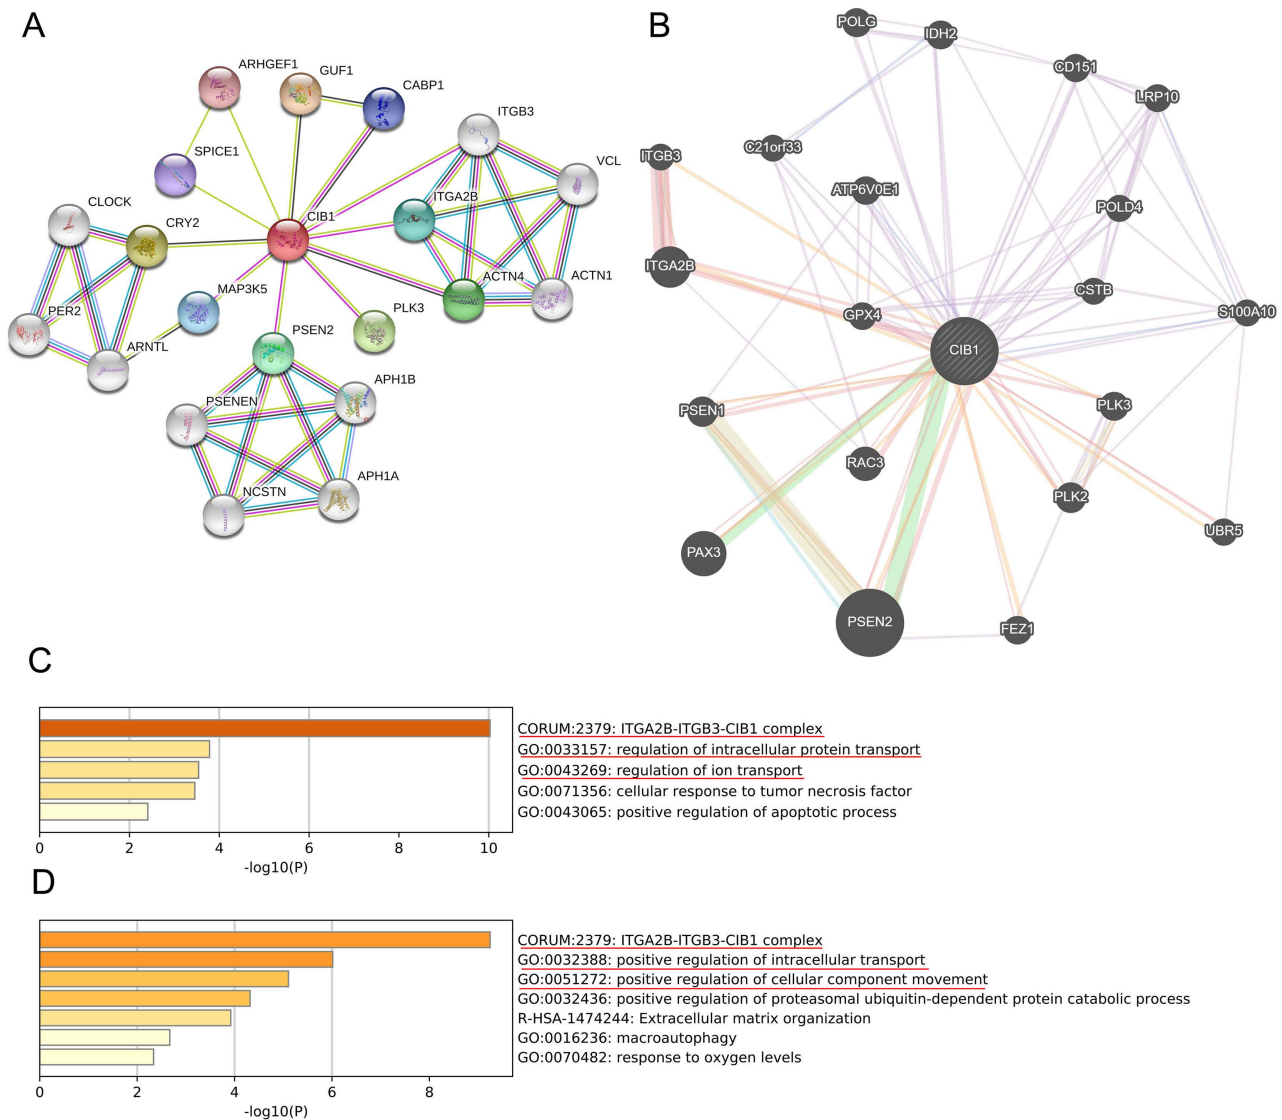 A
ARHGEF1
GUF1
CABP1
ITGB3
VCL
SPICE1
ITGA2B
CLOCK
CRY2
CIB1
ACTN4
ACTN1
MAP3K5
PLK3
PER2
ARNTL
PSEN2
APH1B
PSENEN
APH1A
NCSTN
B
POLG
IDH2
CD151
LRP10
C21orf33
ITGB3
ATP6V0E1
POLD4
ITGA2B
CSTB
GPX4
S100A10
CIB1
PSEN1
PLK3
RAC3
PLK2
UBR5
PAX3
PSEN2
FEZ1
C
CORUM:2379: ITGA2B-ITGB3-CIB1 complex
GO:0033157: regulation of intracellular protein transport
GO:0043269: regulation of ion transport
GO:0071356: cellular response to tumor necrosis factor
GO:0043065: positive regulation of apoptotic process
0 2 4 6 8 10
-log10(P)
D
CORUM:2379: ITGA2B-ITGB3-CIB1 complex
GO:0032388: positive regulation of intracellular transport
GO:0051272: positive regulation of cellular component movement
GO:0032436: positive regulation of proteasomal ubiquitin-dependent protein catabolic process
R-HSA-1474244: Extracellular matrix organization
GO:0016236: macroautophagy
GO:0070482: response to oxygen levels
0 2 4 6 8
-log10(P)